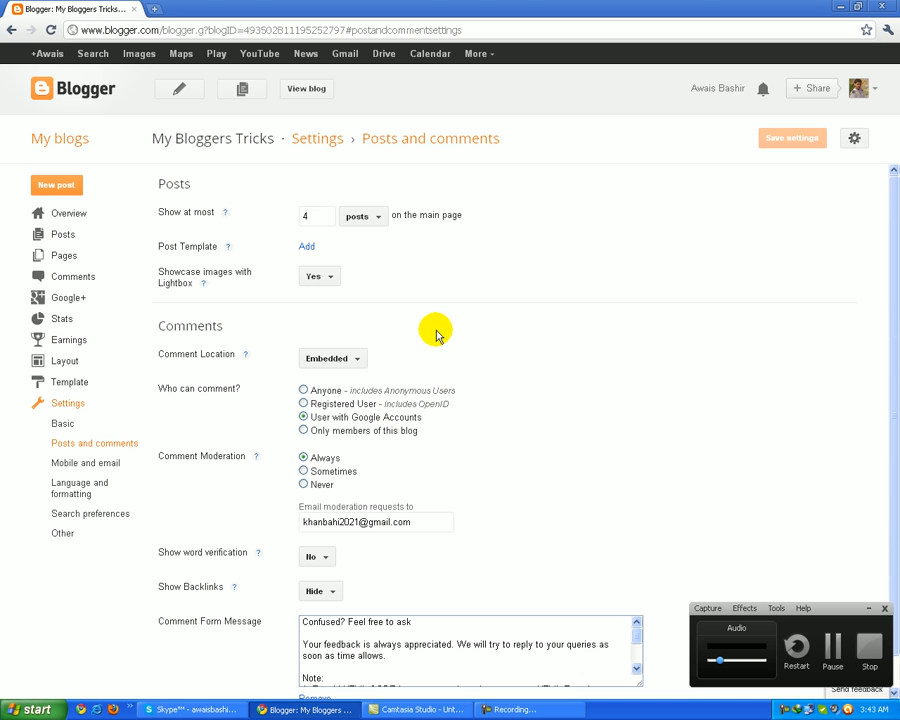 Blogger: My Bloggers Tricks...
www.blogger.com/blogger.g?blogID=493502811195252797#postandcommentsettings
+Awais Search Images Maps Play YouTube News Gmail Drive Calendar More
Blogger View blog Awais Bashir + Share
My blogs My Bloggers Tricks · Settings › Posts and comments Save settings
New post
Overview
Posts
Pages
Comments
Google+
Stats
Earnings
Layout
Template
Settings
Basic
Posts and comments
Mobile and email
Language and
formatting
Search preferences
Other
Posts
Show at most ? 4 posts on the main page
Post Template ? Add
Showcase images with
Lightbox ? Yes
Comments
Comment Location ? Embedded
Who can comment? Anyone - includes Anonymous Users
Registered User - includes OpenID
User with Google Accounts
Only members of this blog
Comment Moderation ? Always
Sometimes
Never
Email moderation requests to
khanbahi2021@gmail.com
Show word verification ? No
Show Backlinks ? Hide
Comment Form Message Confused? Feel free to ask
Your feedback is always appreciated. We will try to reply to your queries as
soon as time allows.
Note:
Remove
Capture Effects Tools Help
Audio
Restart Pause Stop
Send feedback
start Skype™ - awaisbashi... Blogger: My Bloggers ... Camtasia Studio - Unt... Recording... 3:43 AM